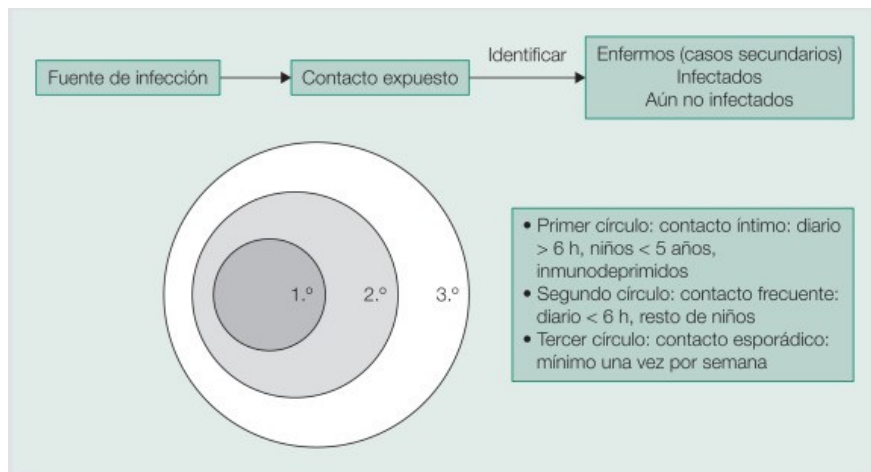 Identificar
Fuente de infección
Contacto expuesto
Enfermos (casos secundarios)
Infectados
Aún no infectados
1.º
2.º
3.º
• Primer círculo: contacto íntimo: diario
> 6 h, niños < 5 años,
inmunodeprimidos
• Segundo círculo: contacto frecuente:
diario < 6 h, resto de niños
• Tercer círculo: contacto esporádico:
mínimo una vez por semana